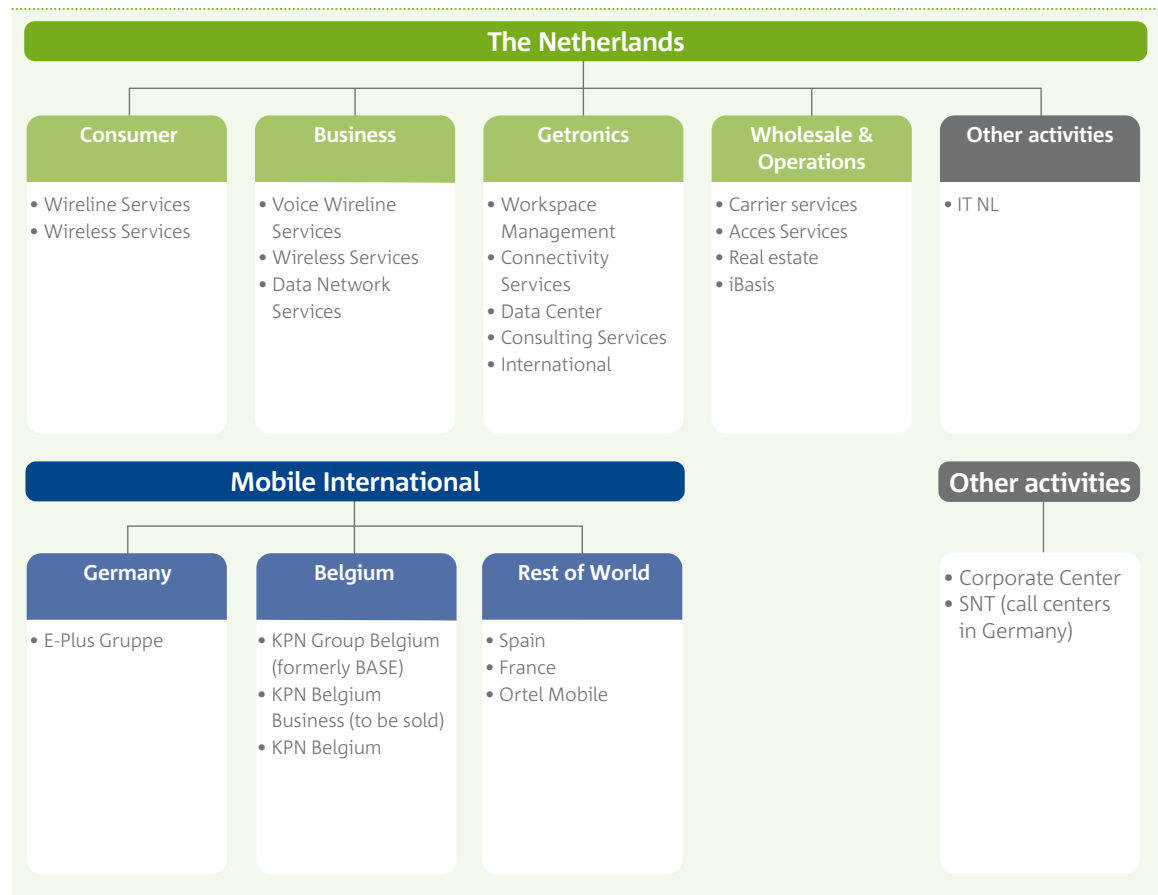 The Netherlands
Consumer
• Wireline Services
• Wireless Services
Business
• Voice Wireline
Services
• Wireless Services
• Data Network
Services
Getronics
• Workspace
Management
• Connectivity
Services
• Data Center
• Consulting Services
• International
Wholesale &
Operations
• Carrier services
• Acces Services
• Real estate
• iBasis
Other activities
• IT NL
Mobile International
Germany
• E-Plus Gruppe
Belgium
• KPN Group Belgium
(formerly BASE)
• KPN Belgium
Business (to be sold)
• KPN Belgium
Rest of World
• Spain
• France
• Ortel Mobile
Other activities
• Corporate Center
• SNT (call centers
in Germany)